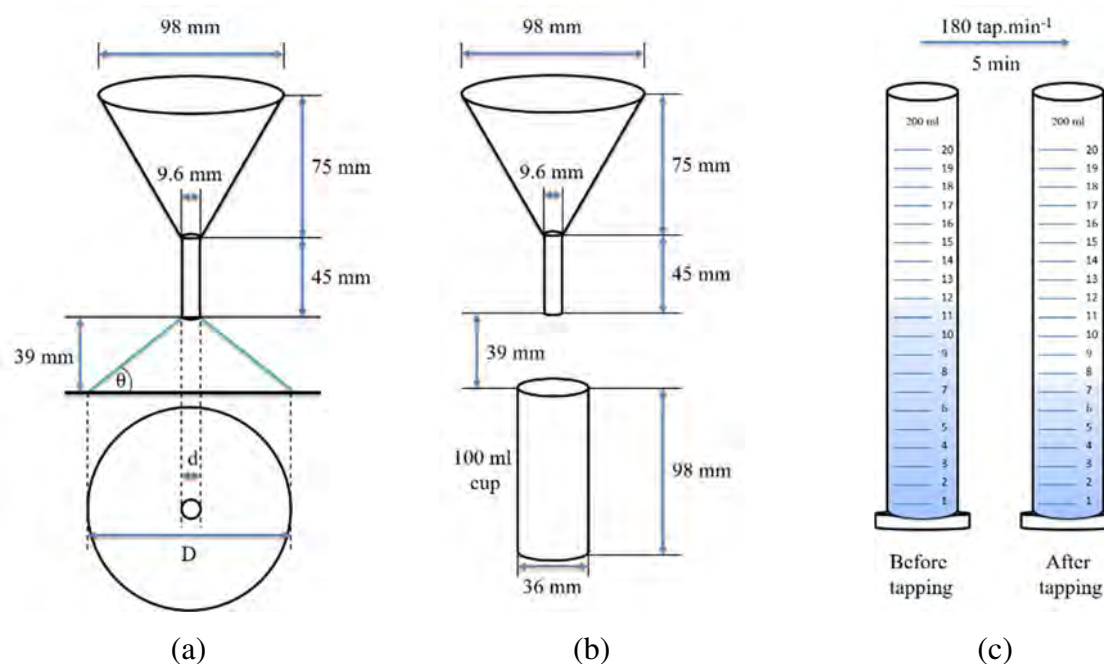 98 mm
75 mm
9.6 mm
45 mm
39 mm
θ
d
D
(a)
98 mm
75 mm
9.6 mm
45 mm
39 mm
100 ml
cup
98 mm
36 mm
(b)
180 tap.min⁻¹
5 min
200 ml
20
19
18
17
16
15
14
13
12
11
10
9
8
7
6
5
4
3
2
1
Before
tapping
200 ml
20
19
18
17
16
15
14
13
12
11
10
9
8
7
6
5
4
3
2
1
After
tapping
(c)